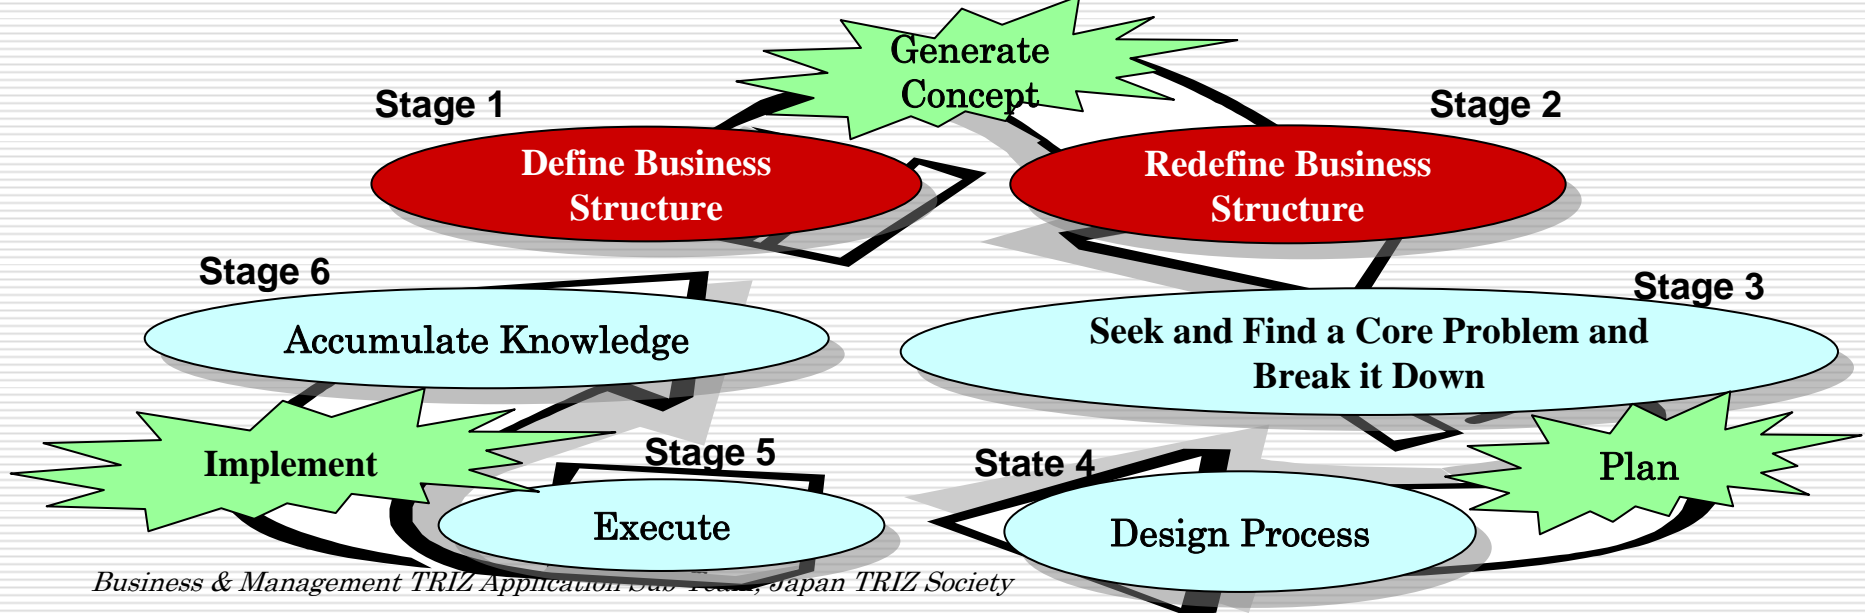 Generate
Concept
Stage 1
Stage 2
Define Business
Structure
Redefine Business
Structure
Stage 6
Stage 3
Accumulate Knowledge
Seek and Find a Core Problem and
Break it Down
Implement
Stage 5
State 4
Plan
Execute
Design Process
Business & Management TRIZ Application Sub Team, Japan TRIZ Society